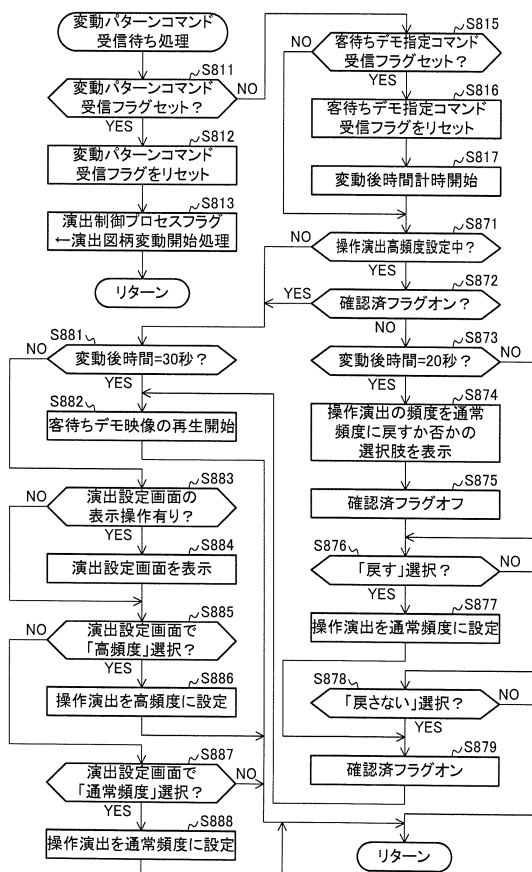 変動パターンコマンド
受信待ち処理
S811
変動パターンコマンド
受信フラグセット?
NO
YES
S812
変動パターンコマンド
受信フラグをリセット
S813
演出制御プロセスフラグ
←演出図柄変動開始処理
リターン
S815
客待ちデモ指定コマンド
受信フラグセット?
NO
YES
S816
客待ちデモ指定コマンド
受信フラグをリセット
S817
変動後時間計時開始
S871
操作演出高頻度設定中?
NO
YES
S872
確認済フラグオン?
YES
NO
S873
変動後時間=20秒?
NO
YES
S874
操作演出の頻度を通常
頻度に戻すか否かの
選択肢を表示
S875
確認済フラグオフ
S876
「戻す」選択?
NO
YES
S877
操作演出を通常頻度に設定
S878
「戻さない」選択?
NO
YES
S879
確認済フラグオン
リターン
S881
変動後時間=30秒?
NO
YES
S882
客待ちデモ映像の再生開始
S883
演出設定画面の
表示操作有り?
NO
YES
S884
演出設定画面を表示
S885
演出設定画面で
「高頻度」選択?
NO
YES
S886
操作演出を高頻度に設定
S887
演出設定画面で
「通常頻度」選択?
NO
YES
S888
操作演出を通常頻度に設定